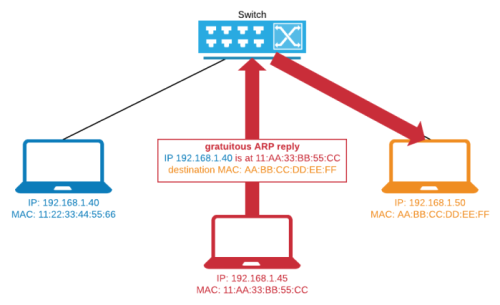 Switch
gratuitous ARP reply
IP 192.168.1.40 is at 11:AA:33:BB:55:CC
destination MAC: AA:BB:CC:DD:EE:FF
IP: 192.168.1.40
MAC: 11:22:33:44:55:66
IP: 192.168.1.50
MAC: AA:BB:CC:DD:EE:FF
IP: 192.168.1.45
MAC: 11:AA:33:BB:55:CC